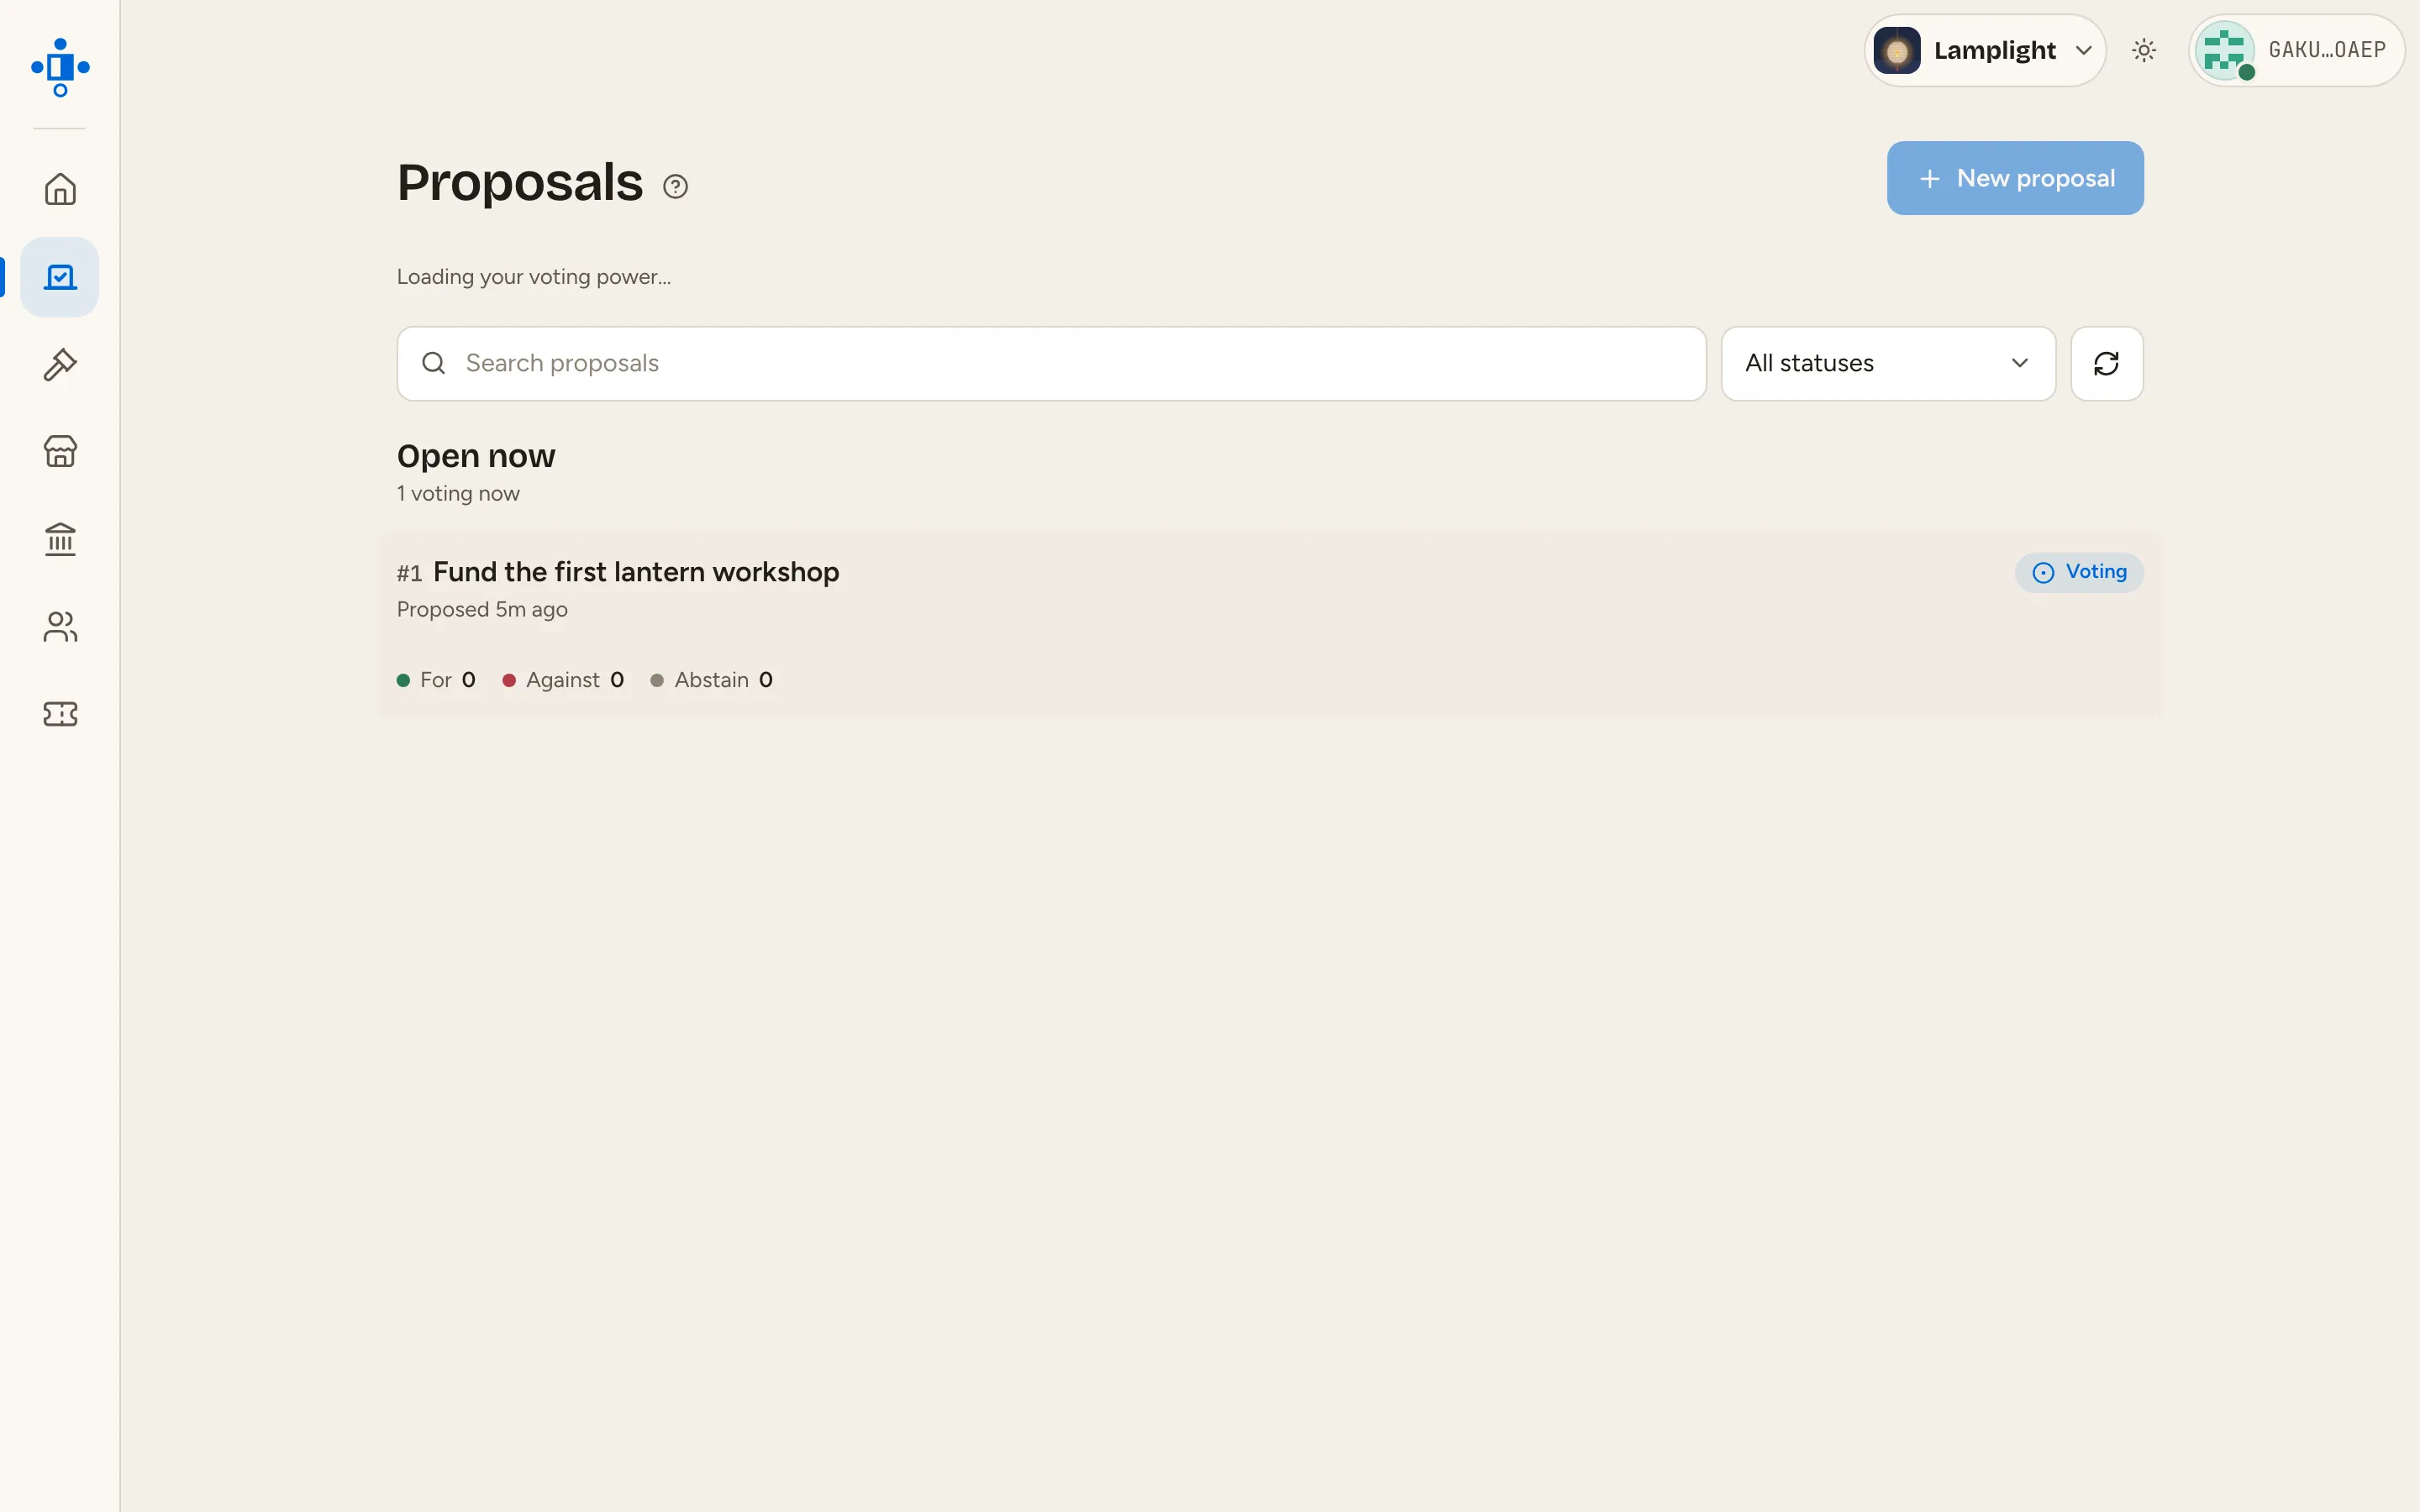 Lamplight
GAKU…OAEP
Proposals
New proposal
Loading your voting power…
Search proposals
All statuses
Open now
1 voting now
#1 Fund the first lantern workshop
Voting
Proposed 5m ago
For 0 Against 0 Abstain 0